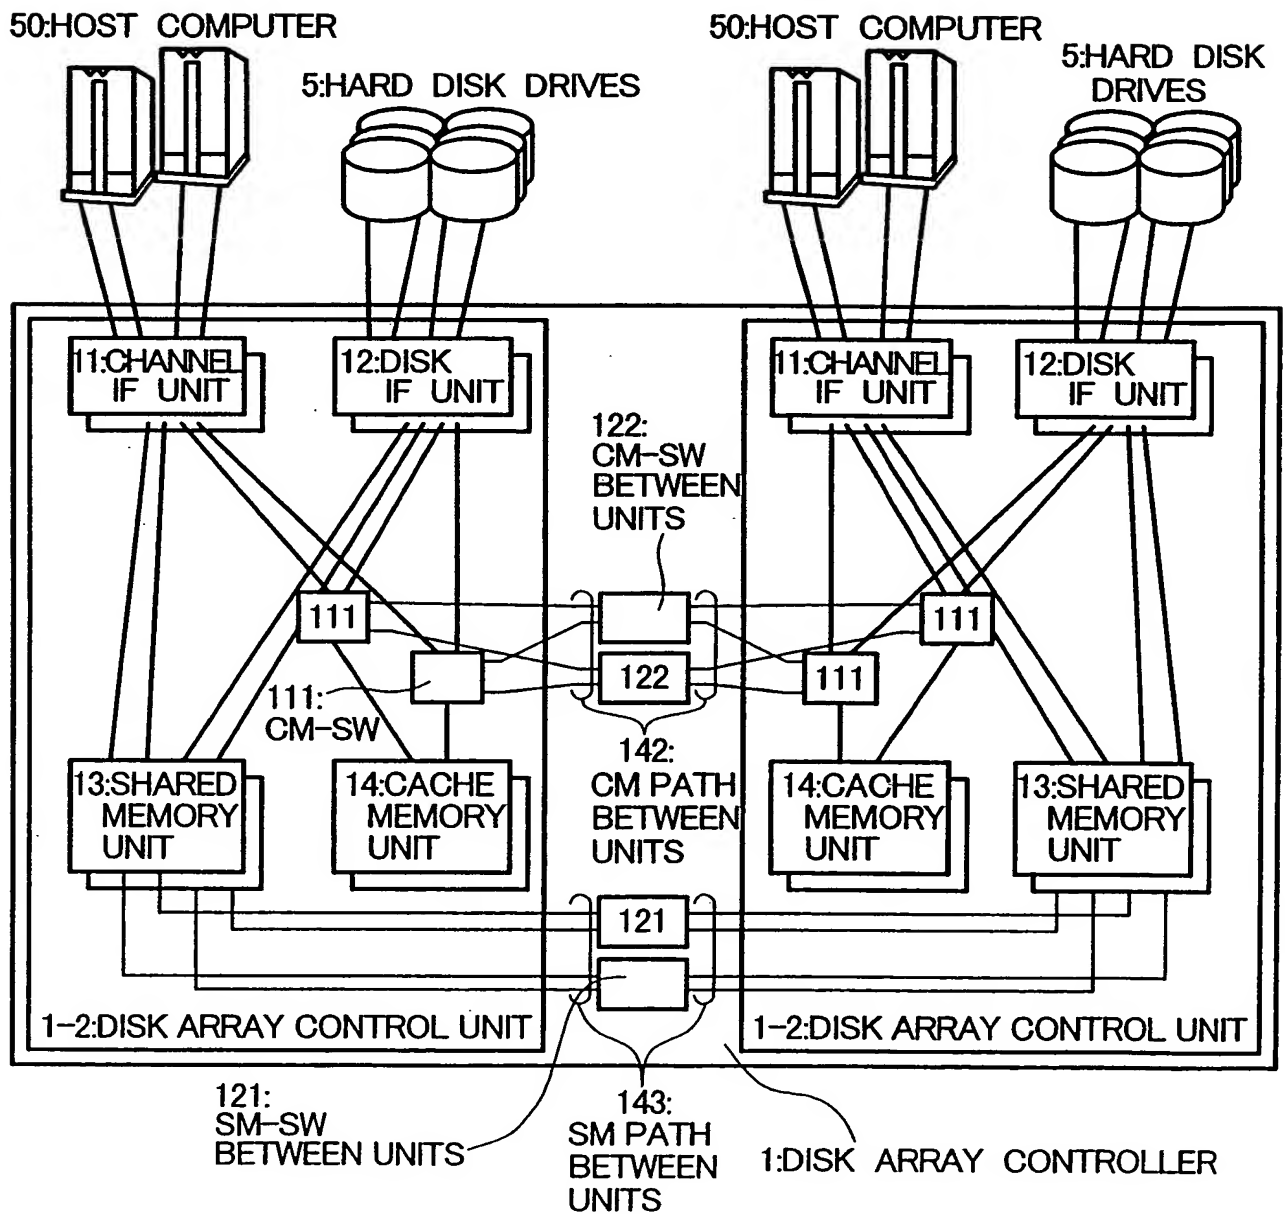 50:HOST COMPUTER
5:HARD DISK DRIVES
50:HOST COMPUTER
5:HARD DISK
DRIVES
11:CHANNEL
IF UNIT
12:DISK
IF UNIT
11:CHANNEL
IF UNIT
12:DISK
IF UNIT
122:
CM-SW
BETWEEN
UNITS
111
111
122
111
111:
CM-SW
142:
CM PATH
BETWEEN
UNITS
13:SHARED
MEMORY
UNIT
14:CACHE
MEMORY
UNIT
14:CACHE
MEMORY
UNIT
13:SHARED
MEMORY
UNIT
121
1-2:DISK ARRAY CONTROL UNIT
1-2:DISK ARRAY CONTROL UNIT
121:
SM-SW
BETWEEN UNITS
143:
SM PATH
BETWEEN
UNITS
1:DISK ARRAY CONTROLLER